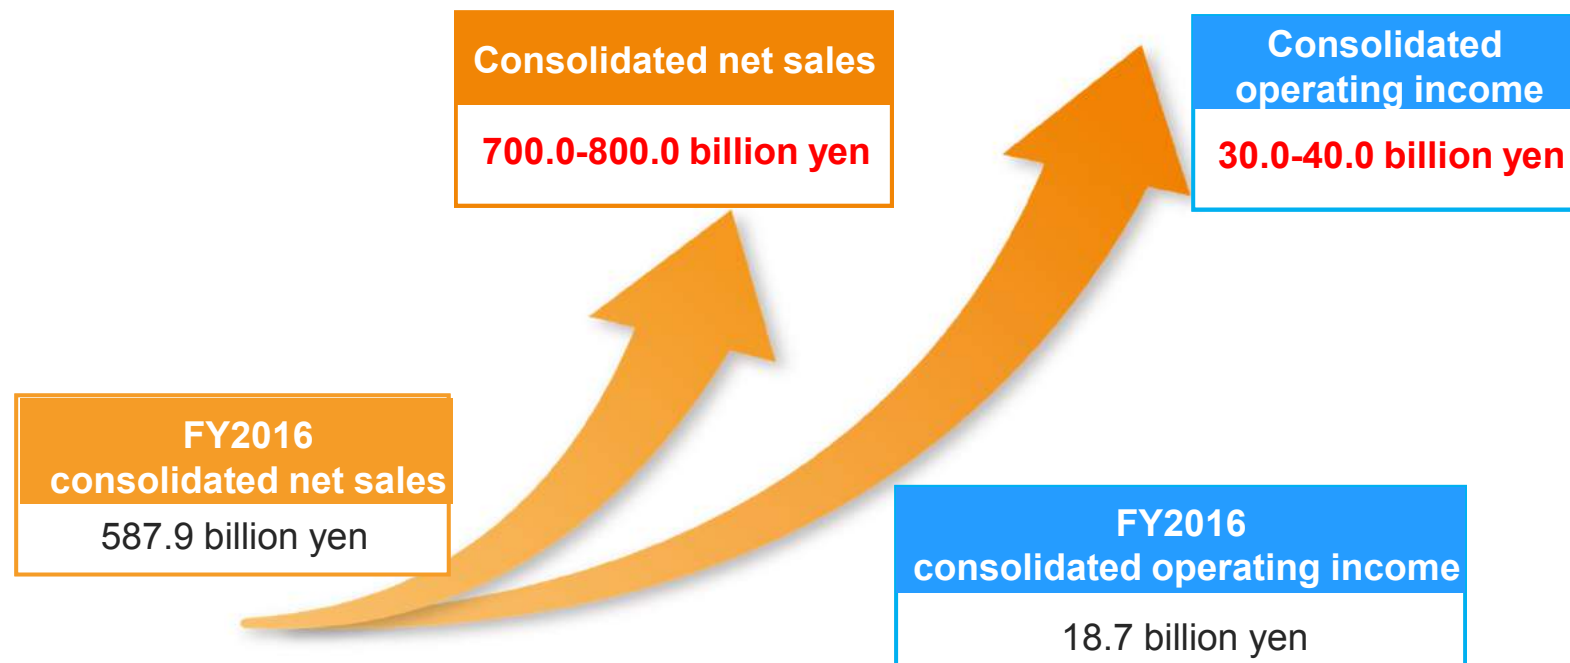 Consolidated net sales
700.0-800.0 billion yen
Consolidated
operating income
30.0-40.0 billion yen
FY2016
consolidated net sales
587.9 billion yen
FY2016
consolidated operating income
18.7 billion yen